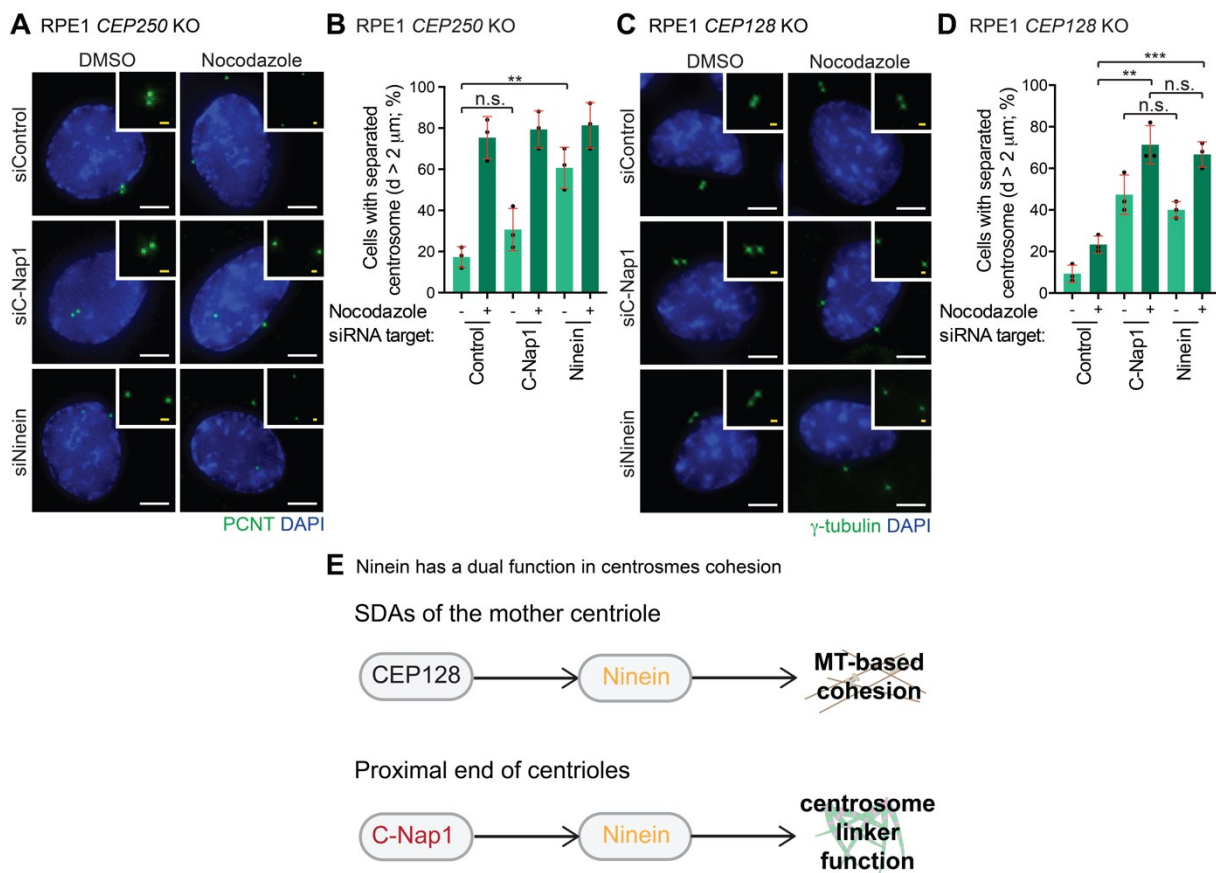 A RPE1 CEP250 KO
DMSO Nocodazole
siControl
siC-Nap1
siNinein
PCNT DAPI
B RPE1 CEP250 KO
Cells with separated
centrosome (d > 2 μm; %)
100
80
60
40
20
0
**
n.s.
Nocodazole - + - + - +
siRNA target:
Control
C-Nap1
Ninein
C RPE1 CEP128 KO
DMSO Nocodazole
siControl
siC-Nap1
siNinein
γ-tubulin DAPI
D RPE1 CEP128 KO
Cells with separated
centrosome (d > 2 μm; %)
100
80
60
40
20
0
***
**
n.s.
n.s.
Nocodazole - + - + - +
siRNA target:
Control
C-Nap1
Ninein
E Ninein has a dual function in centrosmes cohesion
SDAs of the mother centriole
CEP128 Ninein MT-based
cohesion
Proximal end of centrioles
C-Nap1 Ninein centrosome
linker
function